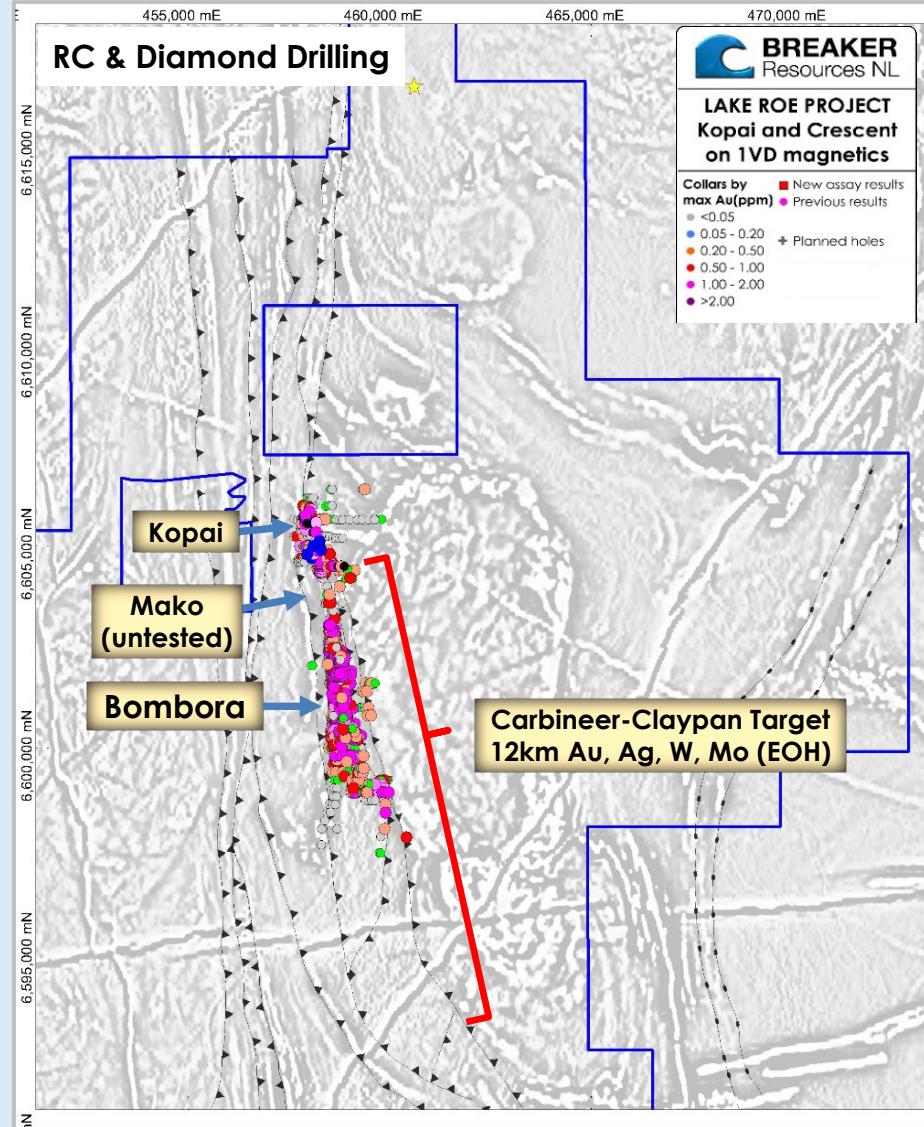 455,000 mE
460,000 mE
465,000 mE
470,000 mE
RC & Diamond Drilling
BREAKER
Resources NL
LAKE ROE PROJECT
Kopai and Crescent
on 1VD magnetics
Collars by
max Au(ppm)
<0.05
0.05 - 0.20
0.20 - 0.50
0.50 - 1.00
1.00 - 2.00
>2.00
New assay results
Previous results
Planned holes
6,615,000 mN
6,610,000 mN
6,605,000 mN
6,600,000 mN
6,595,000 mN
Kopai
Mako
(untested)
Bombora
Carbineer-Claypan Target
12km Au, Ag, W, Mo (EOH)